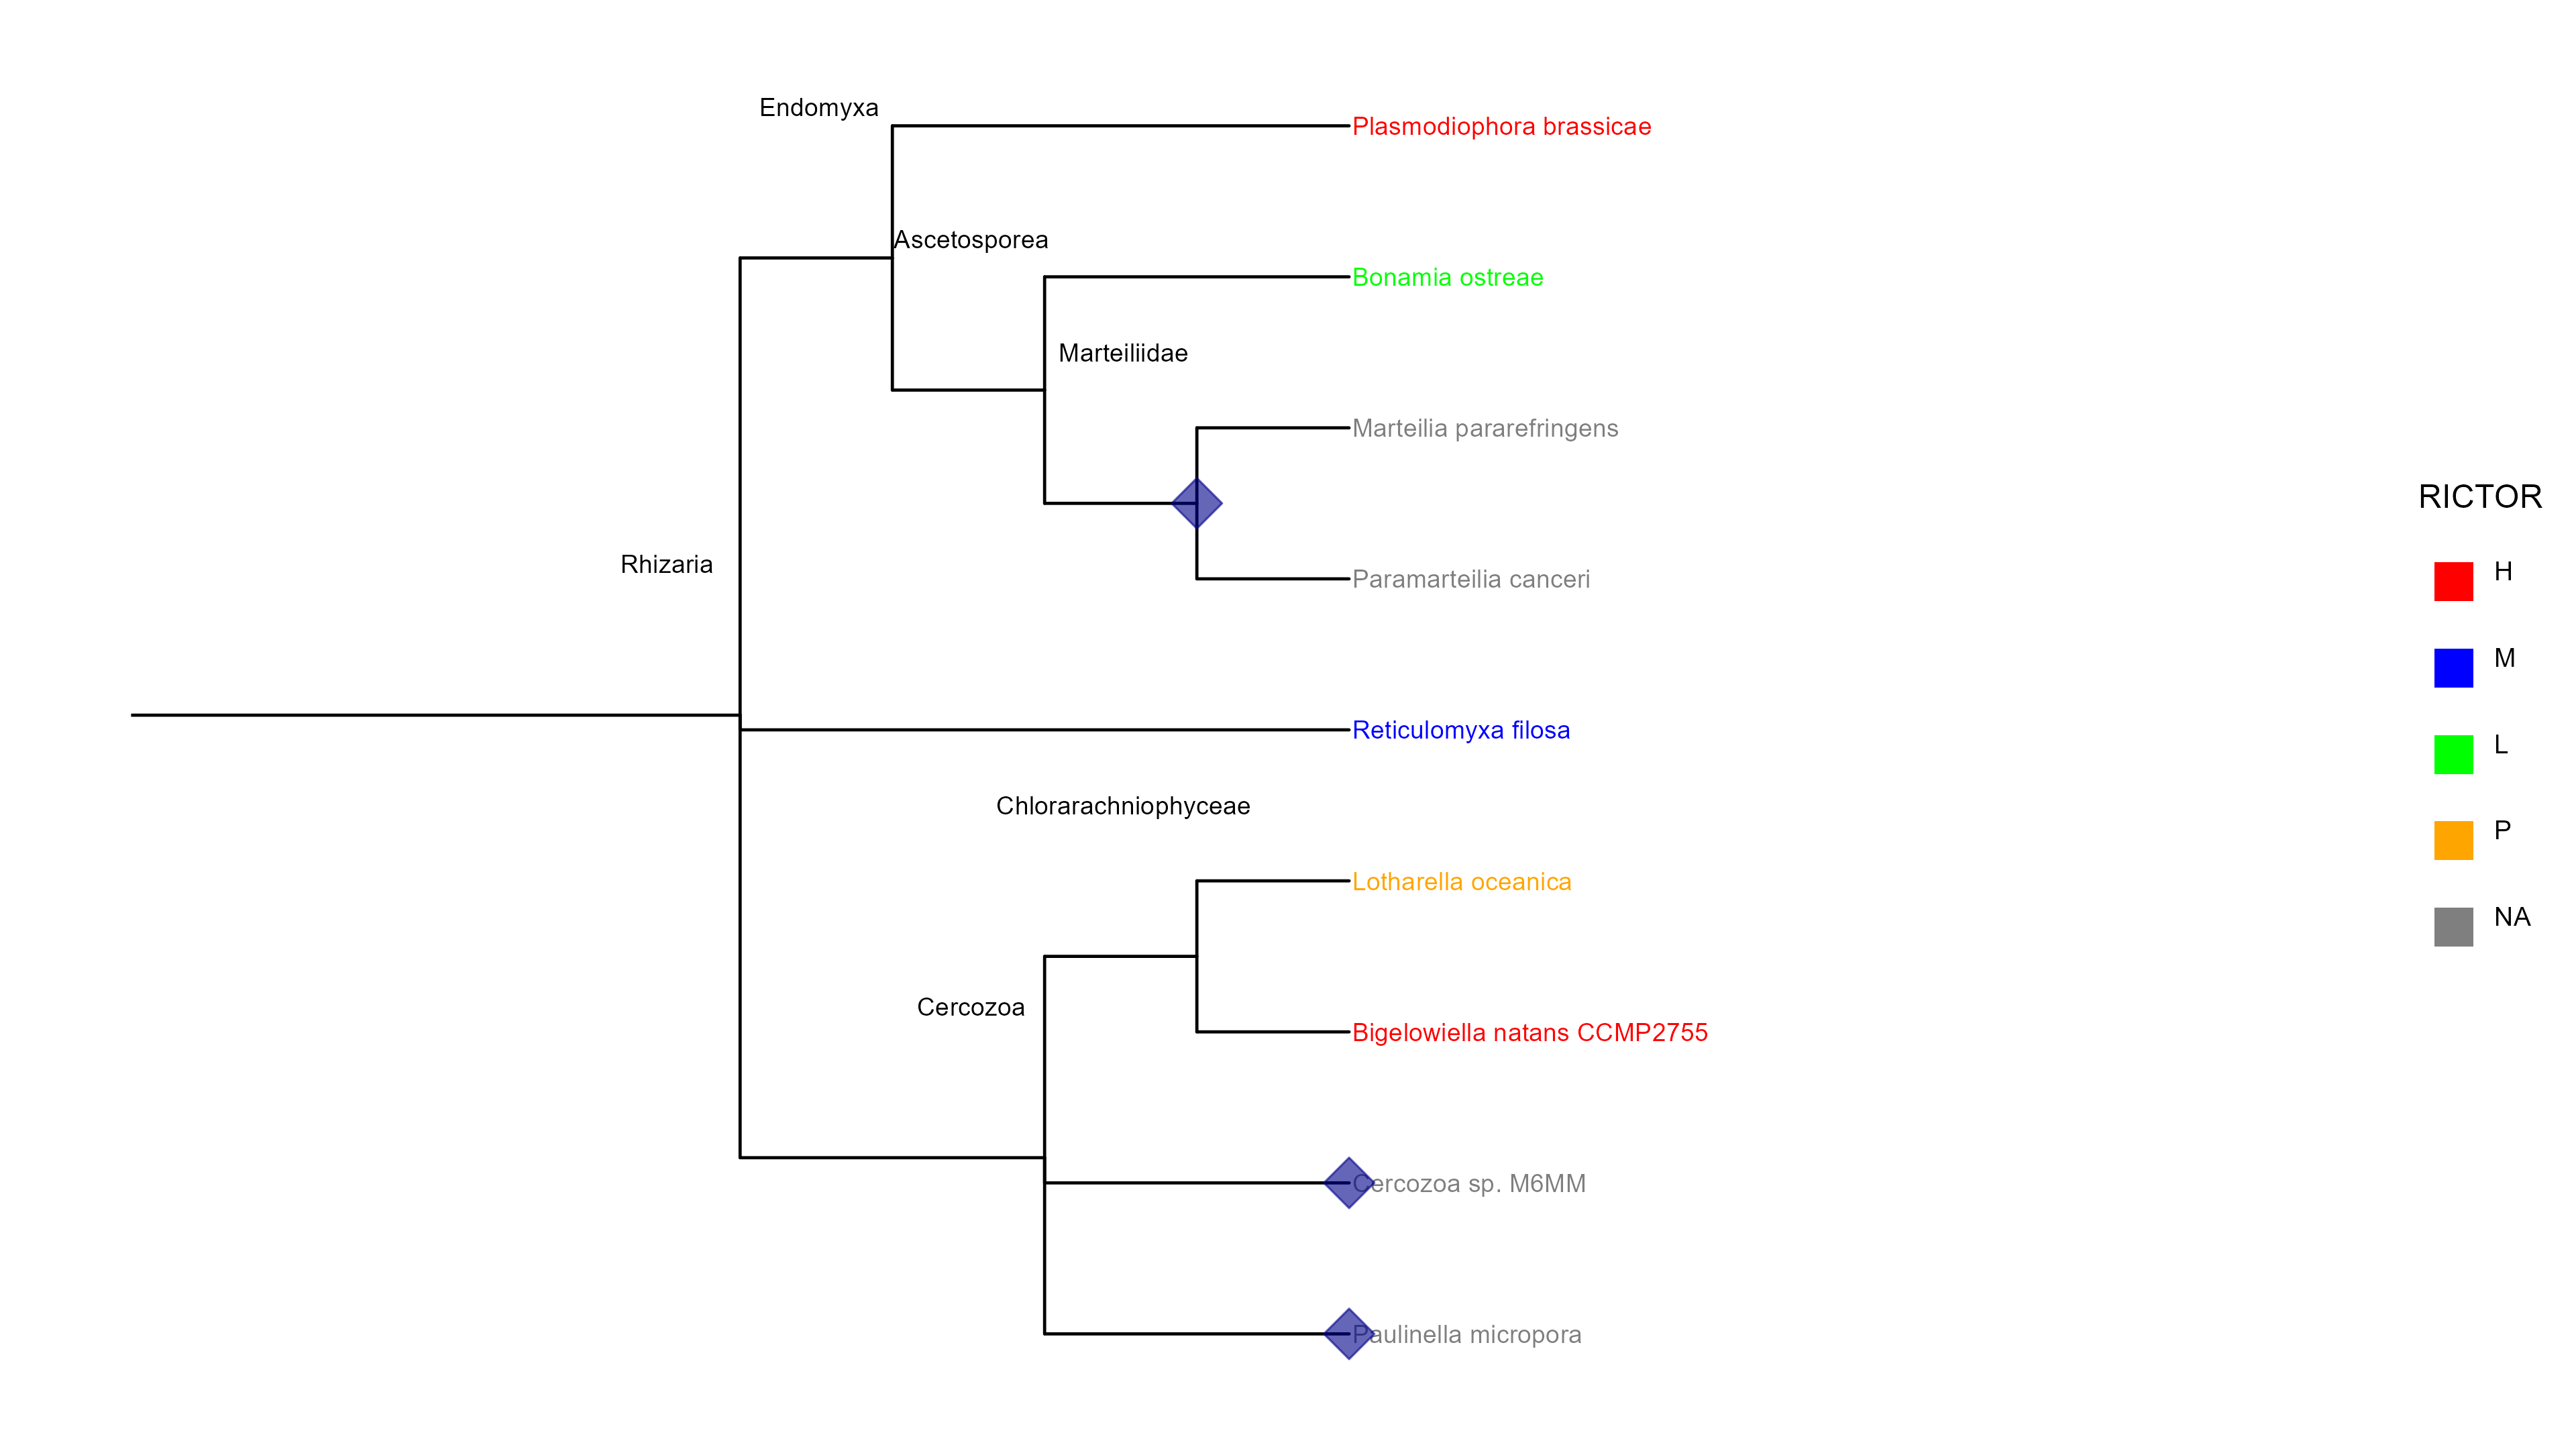 Endomyxa
Plasmodiophora brassicae
Ascetosporea
Bonamia ostreae
Marteiliidae
Marteilia pararefringens
Rhizaria
Paramarteilia canceri
Reticulomyxa filosa
Chlorarachniophyceae
Lotharella oceanica
Cercozoa
Bigelowiella natans CCMP2755
Cercozoa sp. M6MM
Paulinella micropora
RICTOR
H
M
L
P
NA